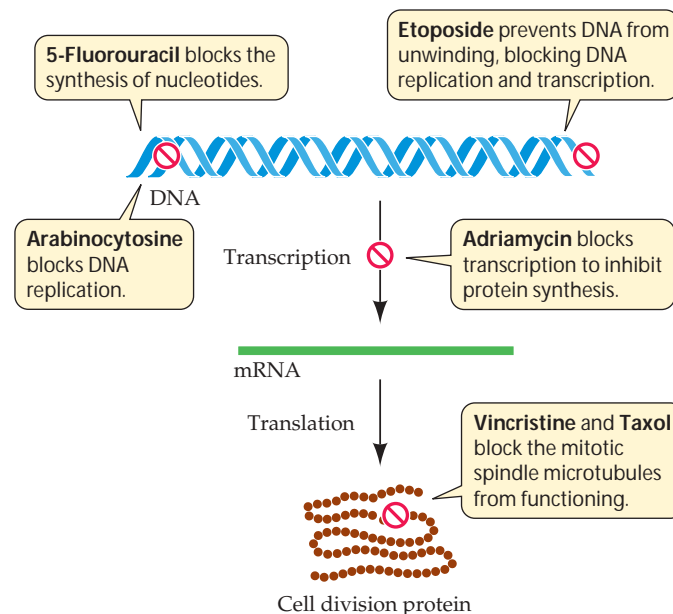 5-Fluorouracil blocks the
synthesis of nucleotides.
Etoposide prevents DNA from
unwinding, blocking DNA
replication and transcription.
DNA
Arabinocytosine
blocks DNA
replication.
Transcription
Adriamycin blocks
transcription to inhibit
protein synthesis.
mRNA
Translation
Vincristine and Taxol
block the mitotic
spindle microtubules
from functioning.
Cell division protein